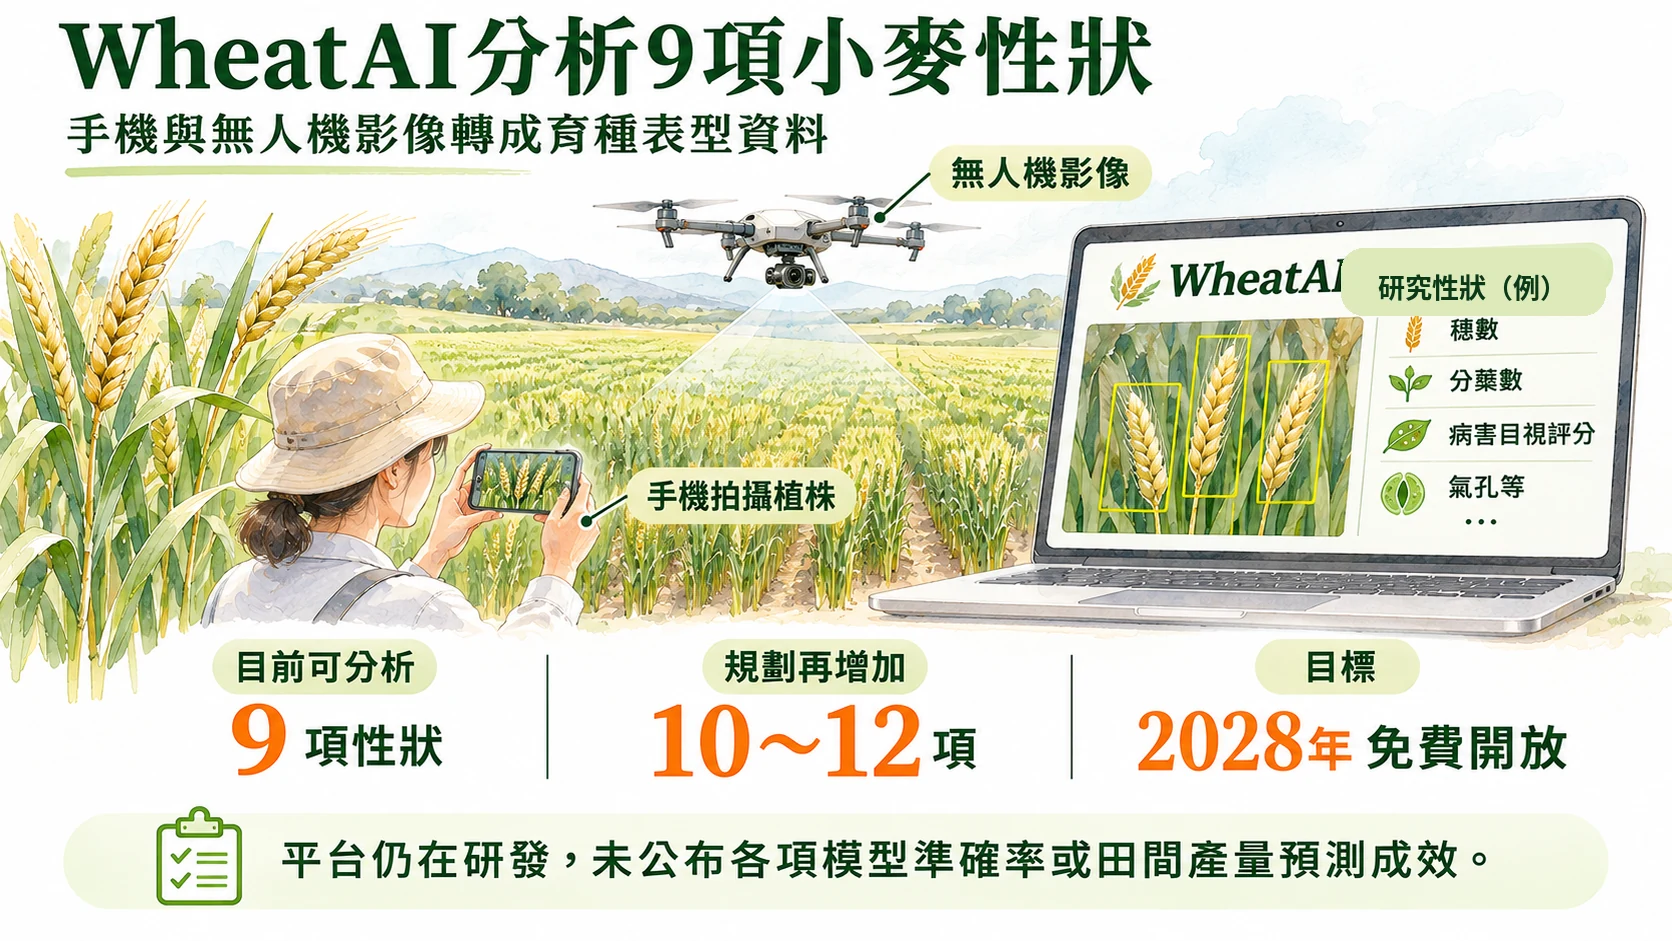 WheatAI分析9項小麥性狀
手機與無人機影像轉成育種表型資料
無人機影像
WheatAI
研究性狀（例）
穗數
分蘗數
病害目視評分
氣孔等
...
手機拍攝植株
目前可分析
9 項性狀
規劃再增加
10～12 項
目標
2028年 免費開放
平台仍在研發，未公布各項模型準確率或田間產量預測成效。